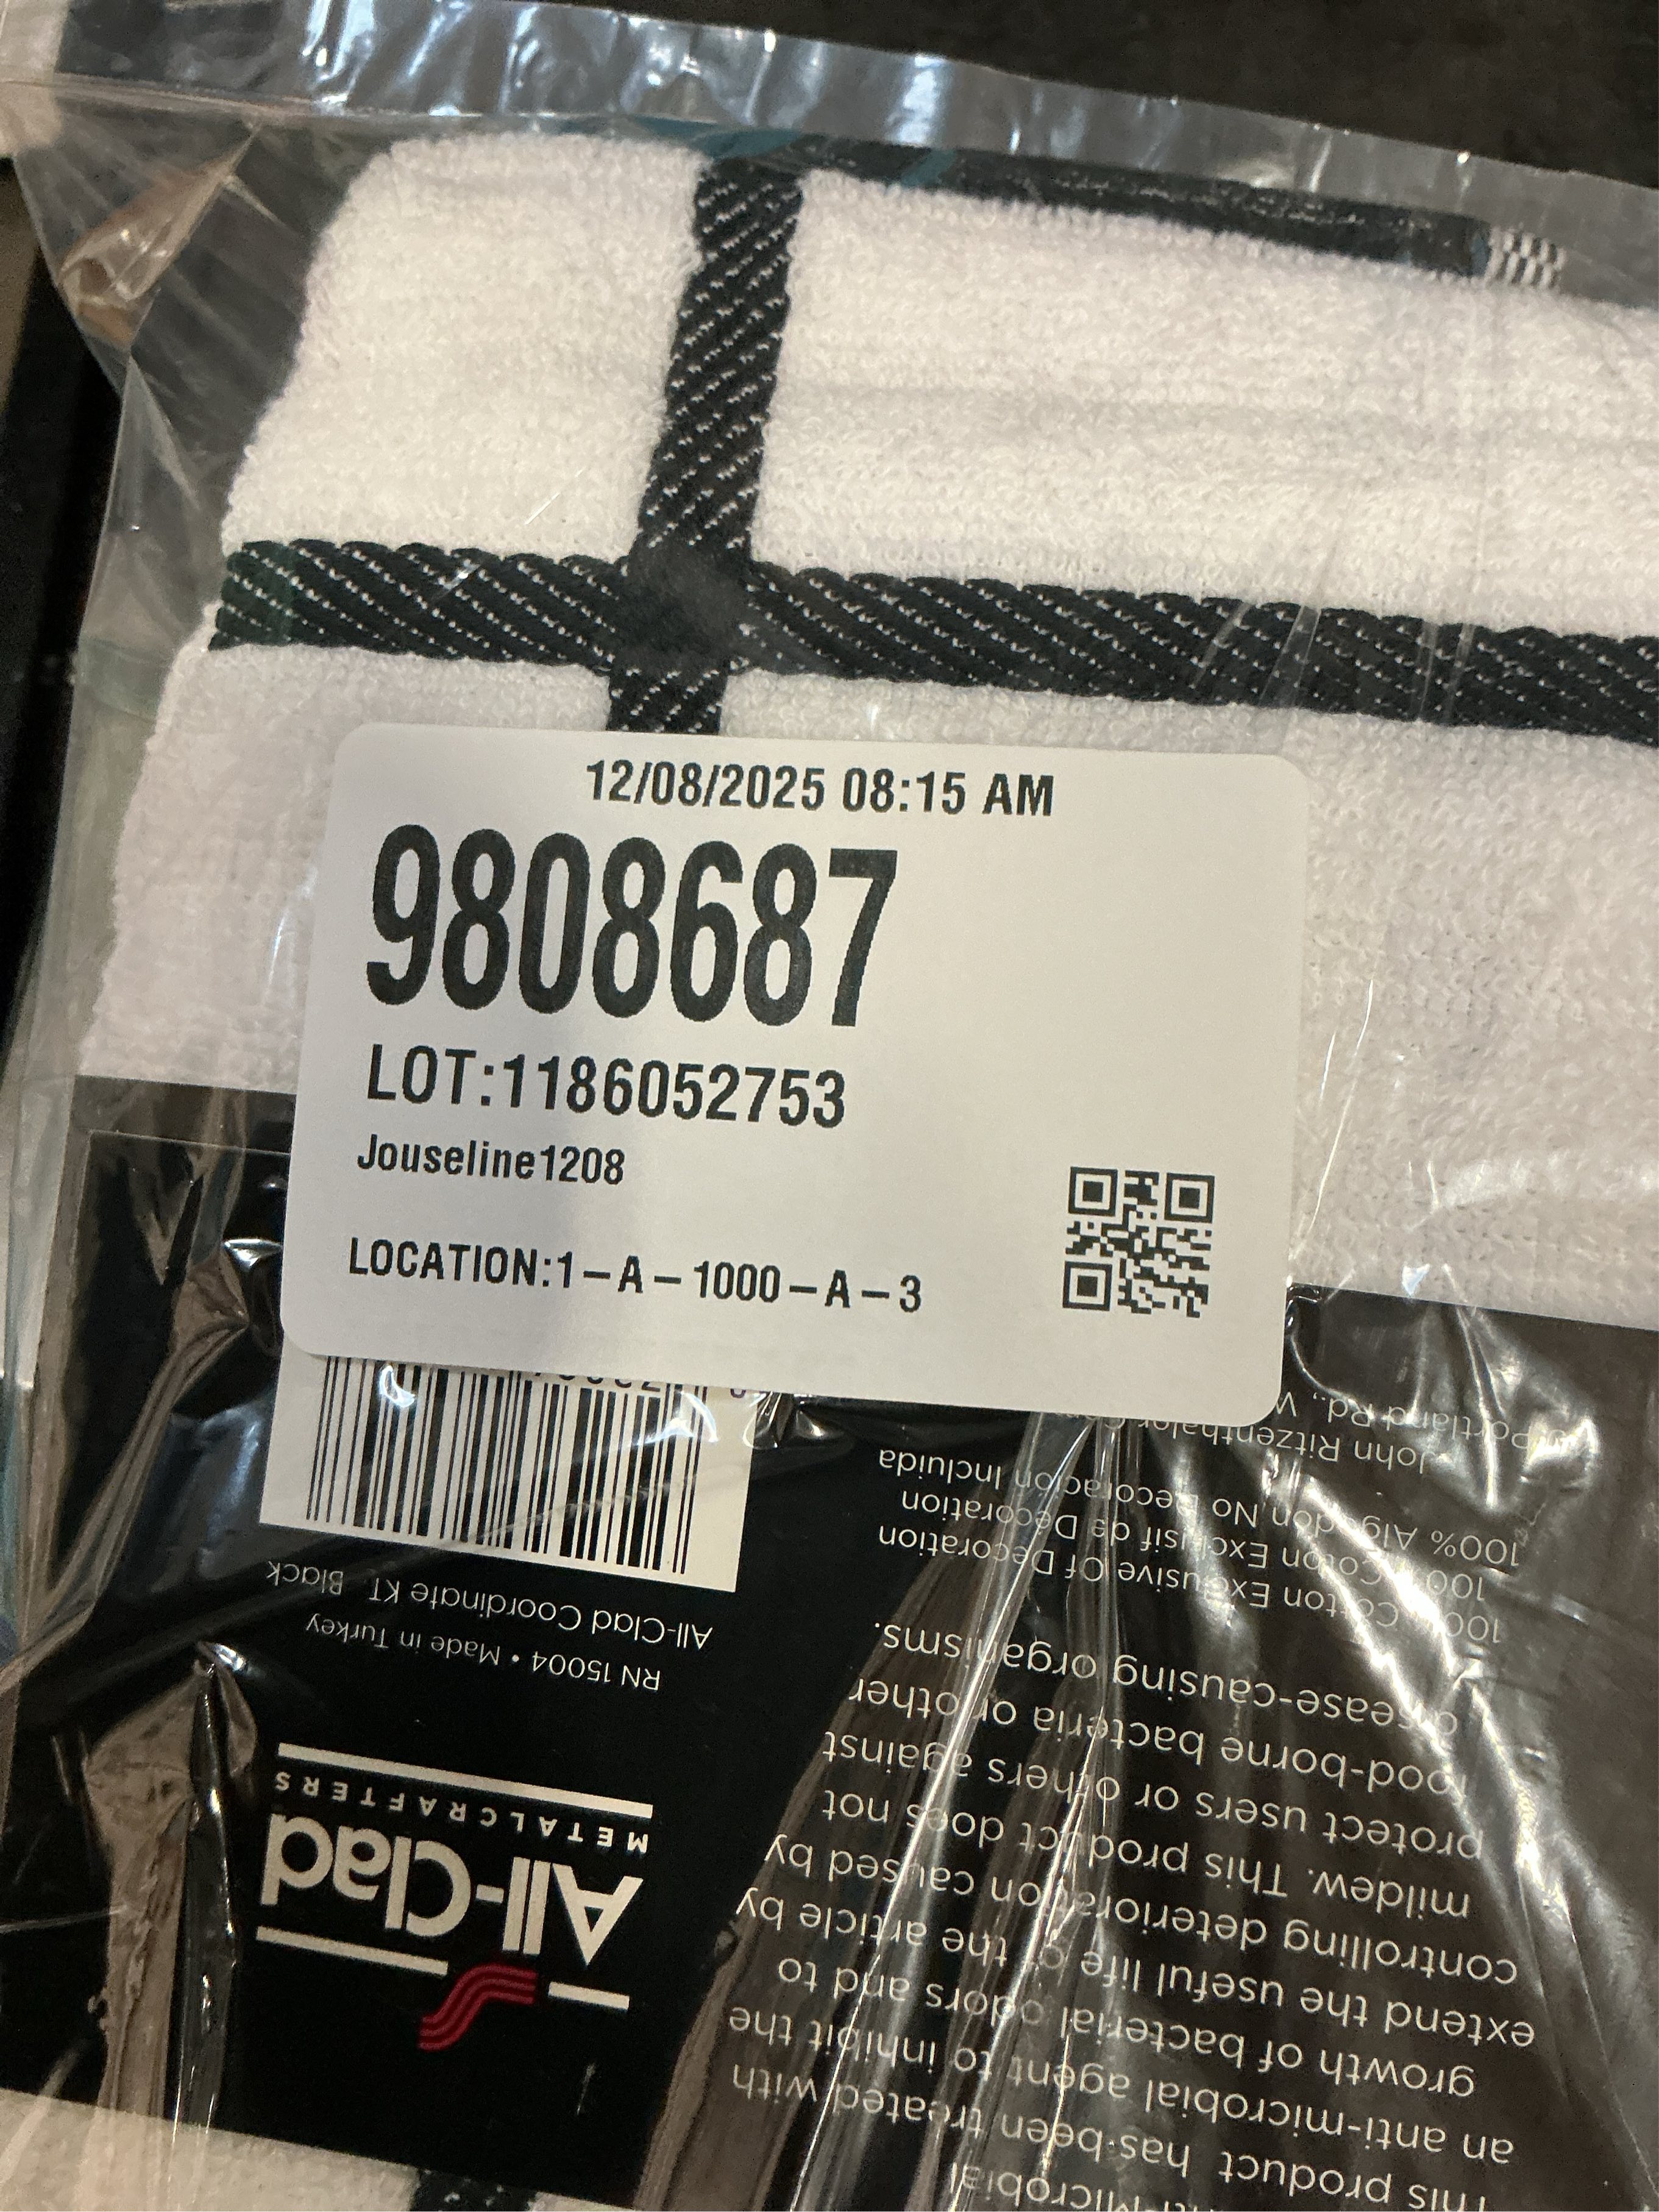 12/08/2025 08:15 AM
9808687
LOT:1186052753
Jouseline1208
LOCATION:1-A-1000-A-3
This product has been treated with
an anti-microbial agent to inhibit the
growth of bacterial odors and to
extend the useful life of the article by
controlling deterioration caused by
mildew. This product does not
protect users or others against
food-borne bacteria or other
disease-causing organisms.
100% Cotton Exclusive Of Decoration
100% Coton Exclusif de Décoration
100% Algodon No Decoración Incluida
John Ritzenthaler
Portland Rd.,
All-Clad
METALCRAFTERS
RN 15004 • Made in Turkey
All-Clad Coordinate KT Black